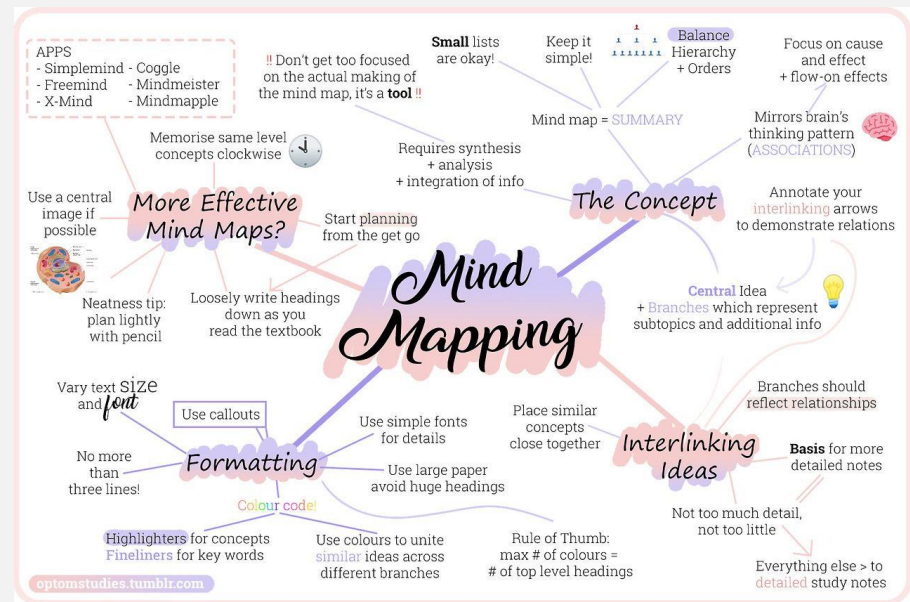 APPS
- Simplemind - Coggle
- Freemind - Mindmeister
- X-Mind - Mindmapple
!! Don't get too focused
on the actual making of
the mind map, it's a tool !!
Small lists
are okay!
Keep it
simple!
Balance
Hierarchy
+ Orders
Focus on cause
and effect
+ flow-on effects
Mind map = SUMMARY
Mirrors brain's
thinking pattern
(ASSOCIATIONS)
Memorise same level
concepts clockwise
Requires synthesis
+ analysis
+ integration of info
Use a central
image if
possible
More Effective
Mind Maps?
Start planning
from the get go
The Concept
Annotate your
interlinking arrows
to demonstrate relations
Neatness tip:
plan lightly
with pencil
Loosely write headings
down as you
read the textbook
Mind
Mapping
Central Idea
+ Branches which represent
subtopics and additional info
Vary text size
and font
Use callouts
No more
than
three lines!
Formatting
Use simple fonts
for details
Use large paper
avoid huge headings
Colour code!
Highlighters for concepts
Fineliners for key words
Use colours to unite
similar ideas across
different branches
Rule of Thumb:
max # of colours =
# of top level headings
Place similar
concepts
close together
Interlinking
Ideas
Branches should
reflect relationships
Basis for more
detailed notes
Not too much detail,
not too little
Everything else > to
detailed study notes
optomstudies.tumblr.com